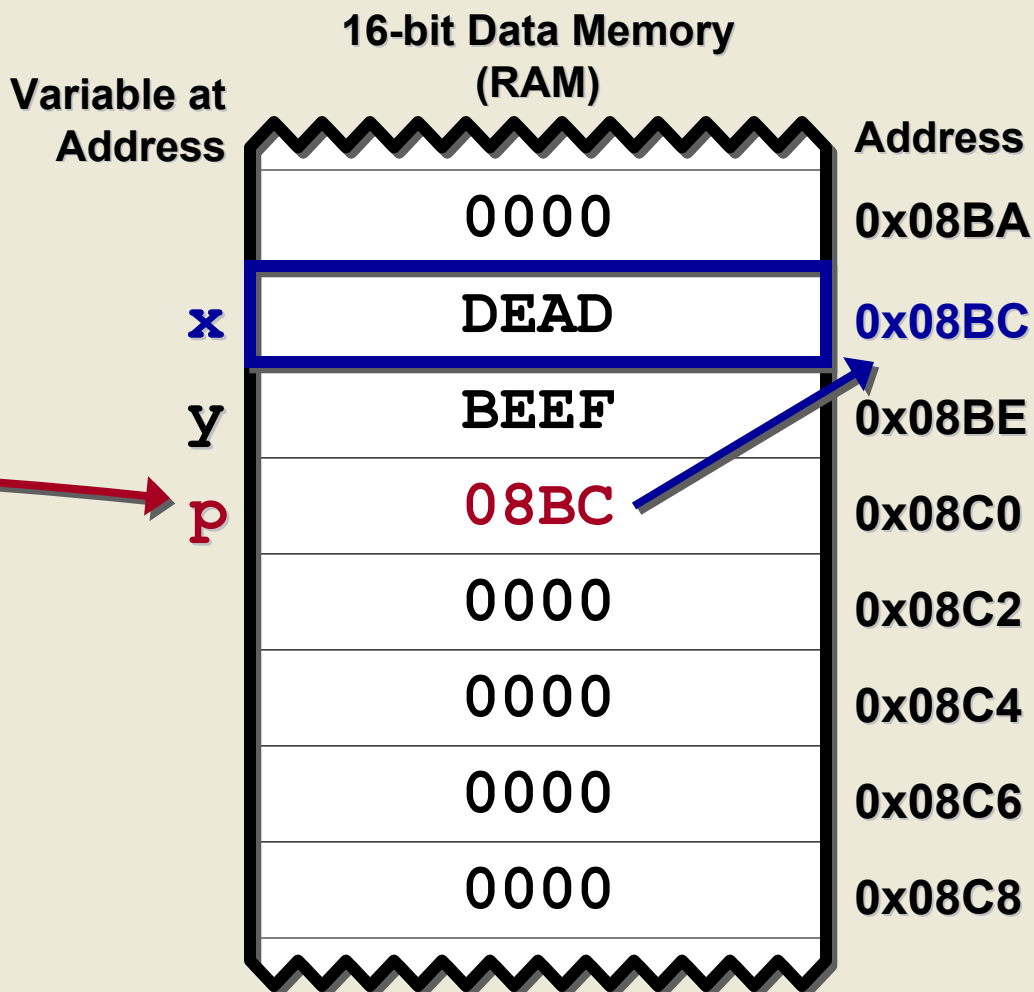 16-bit Data Memory
(RAM)
Variable at
Address
Address
0000 0x08BA
x DEAD 0x08BC
y BEEF 0x08BE
p 08BC 0x08C0
0000 0x08C2
0000 0x08C4
0000 0x08C6
0000 0x08C8